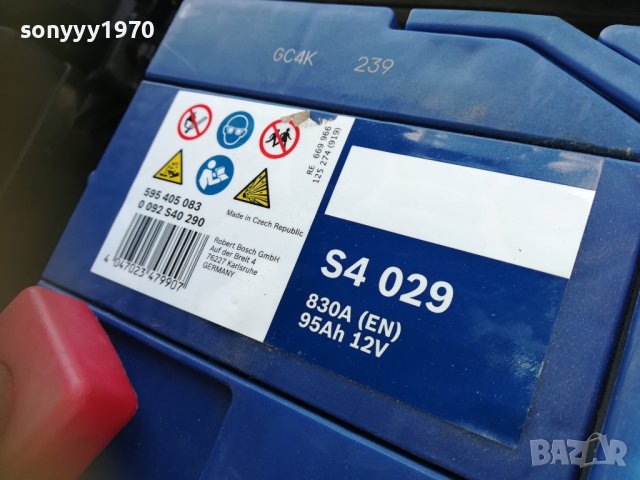 sonyyy1970
GC4K 239
RE 669 966
12S 274 (919)
595 405 083
0 092 S40 290
Made in Czech Republic
Robert Bosch GmbH
Auf der Breit 4
76227 Karlsruhe
GERMANY
4 047023 479907
S4 029
830A (EN)
95Ah 12V
BAZAR